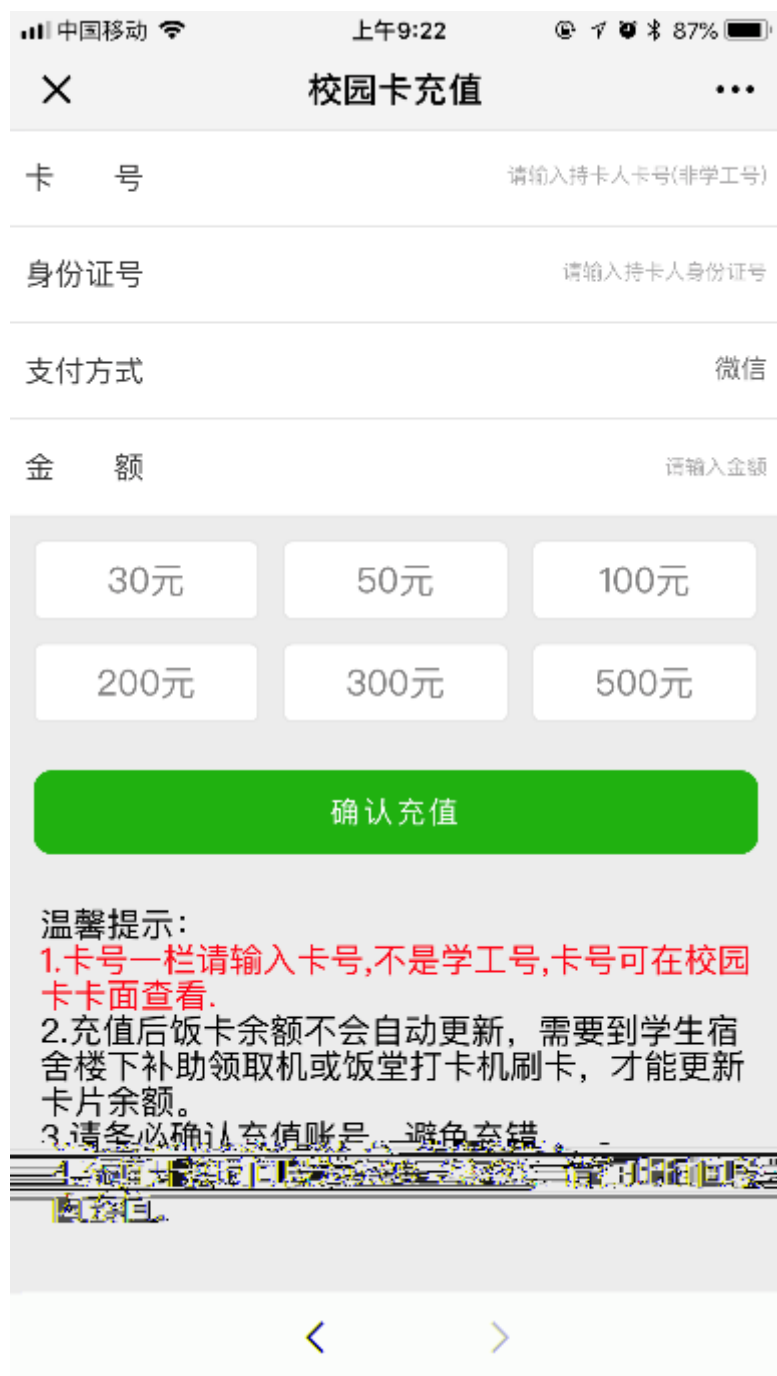 中国移动 上午9:22 87%
校园卡充值
卡 号 请输入持卡人卡号(非学工号)
身份证号 请输入持卡人身份证号
支付方式 微信
金 额 请输入金额
30元 50元 100元
200元 300元 500元
确认充值
温馨提示：
1.卡号一栏请输入卡号,不是学工号,卡号可在校园
卡卡面查看.
2.充值后饭卡余额不会自动更新，需要到学生宿
舍楼下补助领取机或饭堂打卡机刷卡，才能更新
卡片余额。
3.请务必确认充值账号，避免充错